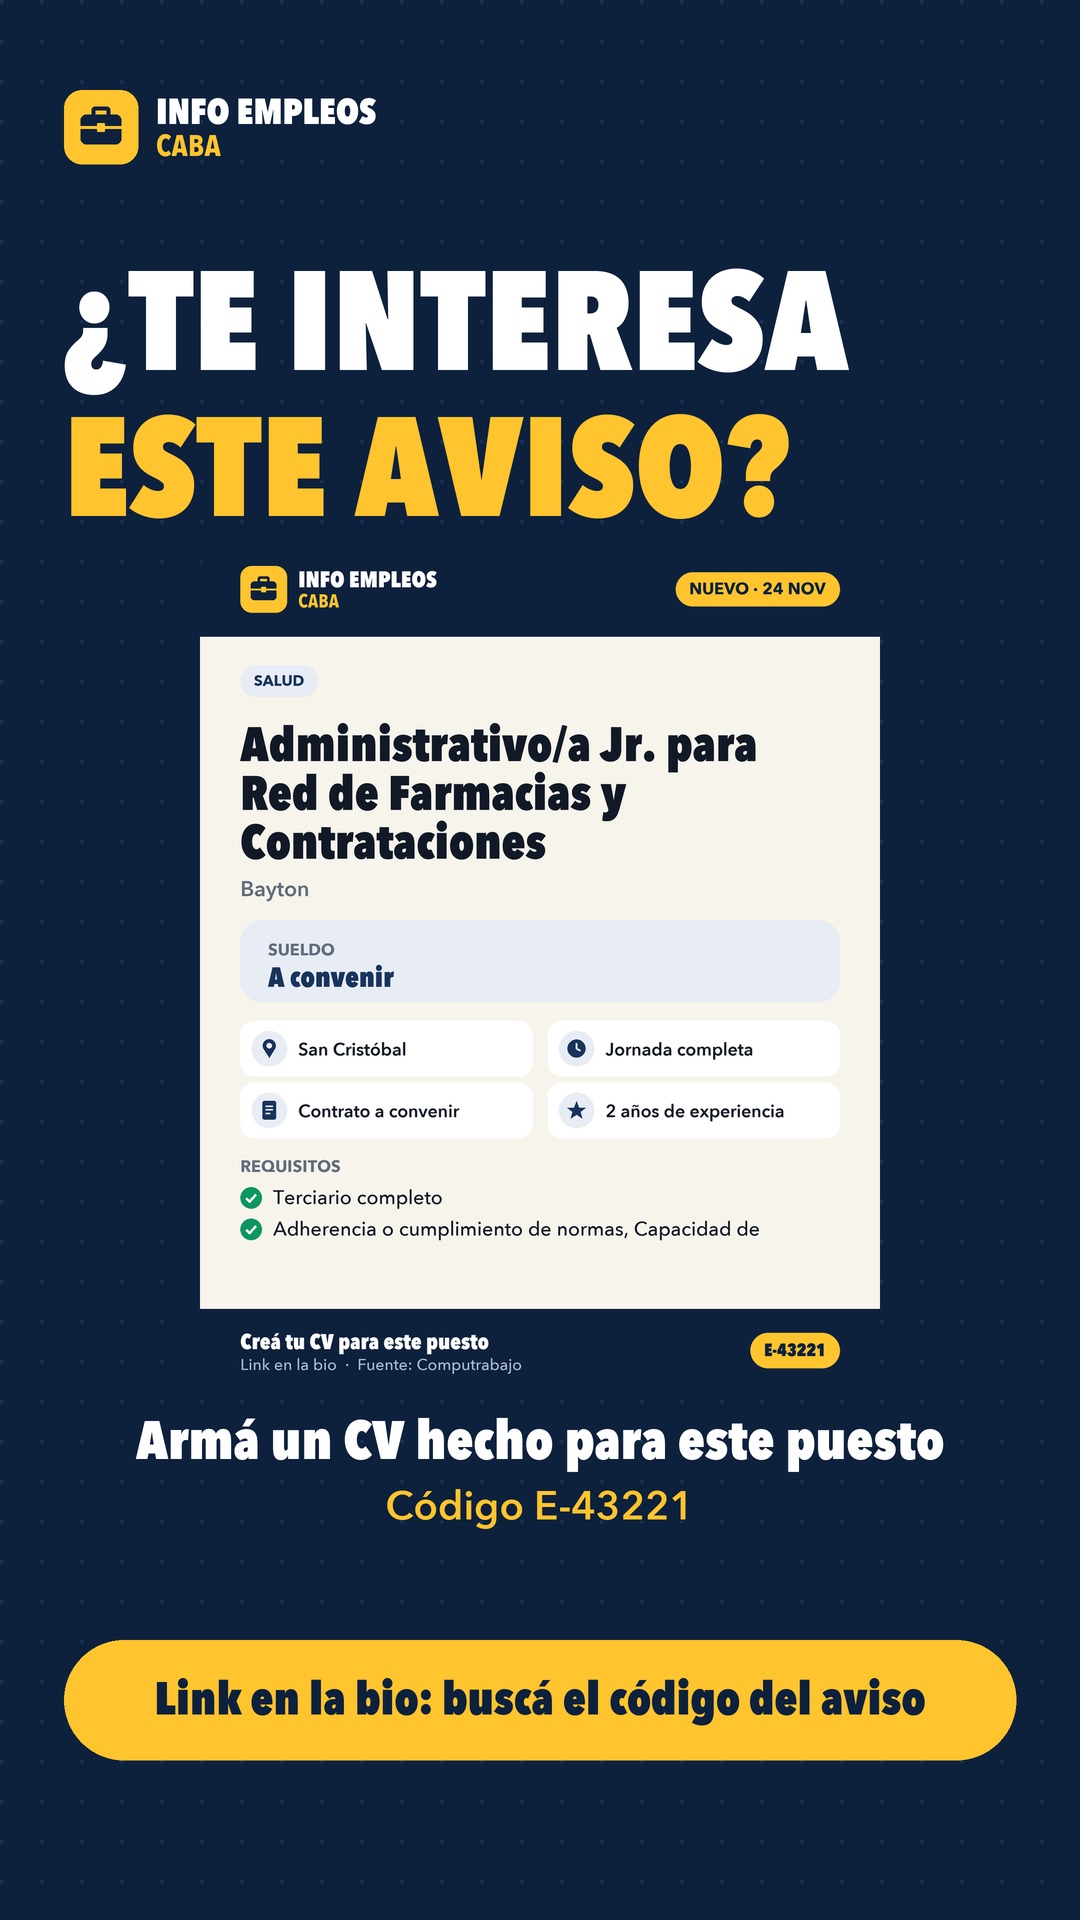 INFO EMPLEOS
CABA
¿TE INTERESA
ESTE AVISO?
INFO EMPLEOS
CABA
NUEVO · 24 NOV
SALUD
Administrativo/a Jr. para
Red de Farmacias y
Contrataciones
Bayton
SUELDO
A convenir
San Cristóbal
Jornada completa
Contrato a convenir
2 años de experiencia
REQUISITOS
Terciario completo
Adherencia o cumplimiento de normas, Capacidad de
Creá tu CV para este puesto
Link en la bio · Fuente: Computrabajo
E-43221
Armá un CV hecho para este puesto
Código E-43221
Link en la bio: buscá el código del aviso